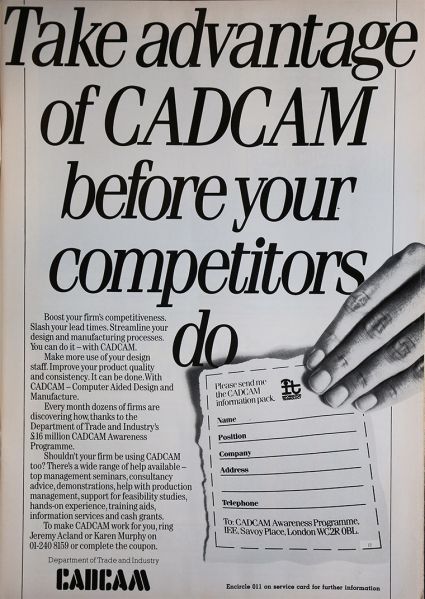 Take advantage
of CADCAM
before your
competitors
do
Boost your firm's competitiveness.
Slash your lead times. Streamline your
design and manufacturing processes.
You can do it – with CADCAM.
Make more use of your design
staff. Improve your product quality
and consistency. It can be done. With
CADCAM – Computer Aided Design and
Manufacture.
Every month dozens of firms are
discovering how, thanks to the
Department of Trade and Industry's
£16 million CADCAM Awareness
Programme.
Shouldn't your firm be using CADCAM
too? There's a wide range of help available –
top management seminars, consultancy
advice, demonstrations, help with production
management, support for feasibility studies,
hands-on experience, training aids,
information services and cash grants.
To make CADCAM work for you, ring
Jeremy Acland or Karen Murphy on
01-240 8159 or complete the coupon.
Department of Trade and Industry
CADCAM
Please send me
the CADCAM
information pack.
Name
Position
Company
Address
Telephone
To: CADCAM Awareness Programme,
IEE, Savoy Place, London WC2R 0BL.
Encircle 011 on service card for further information